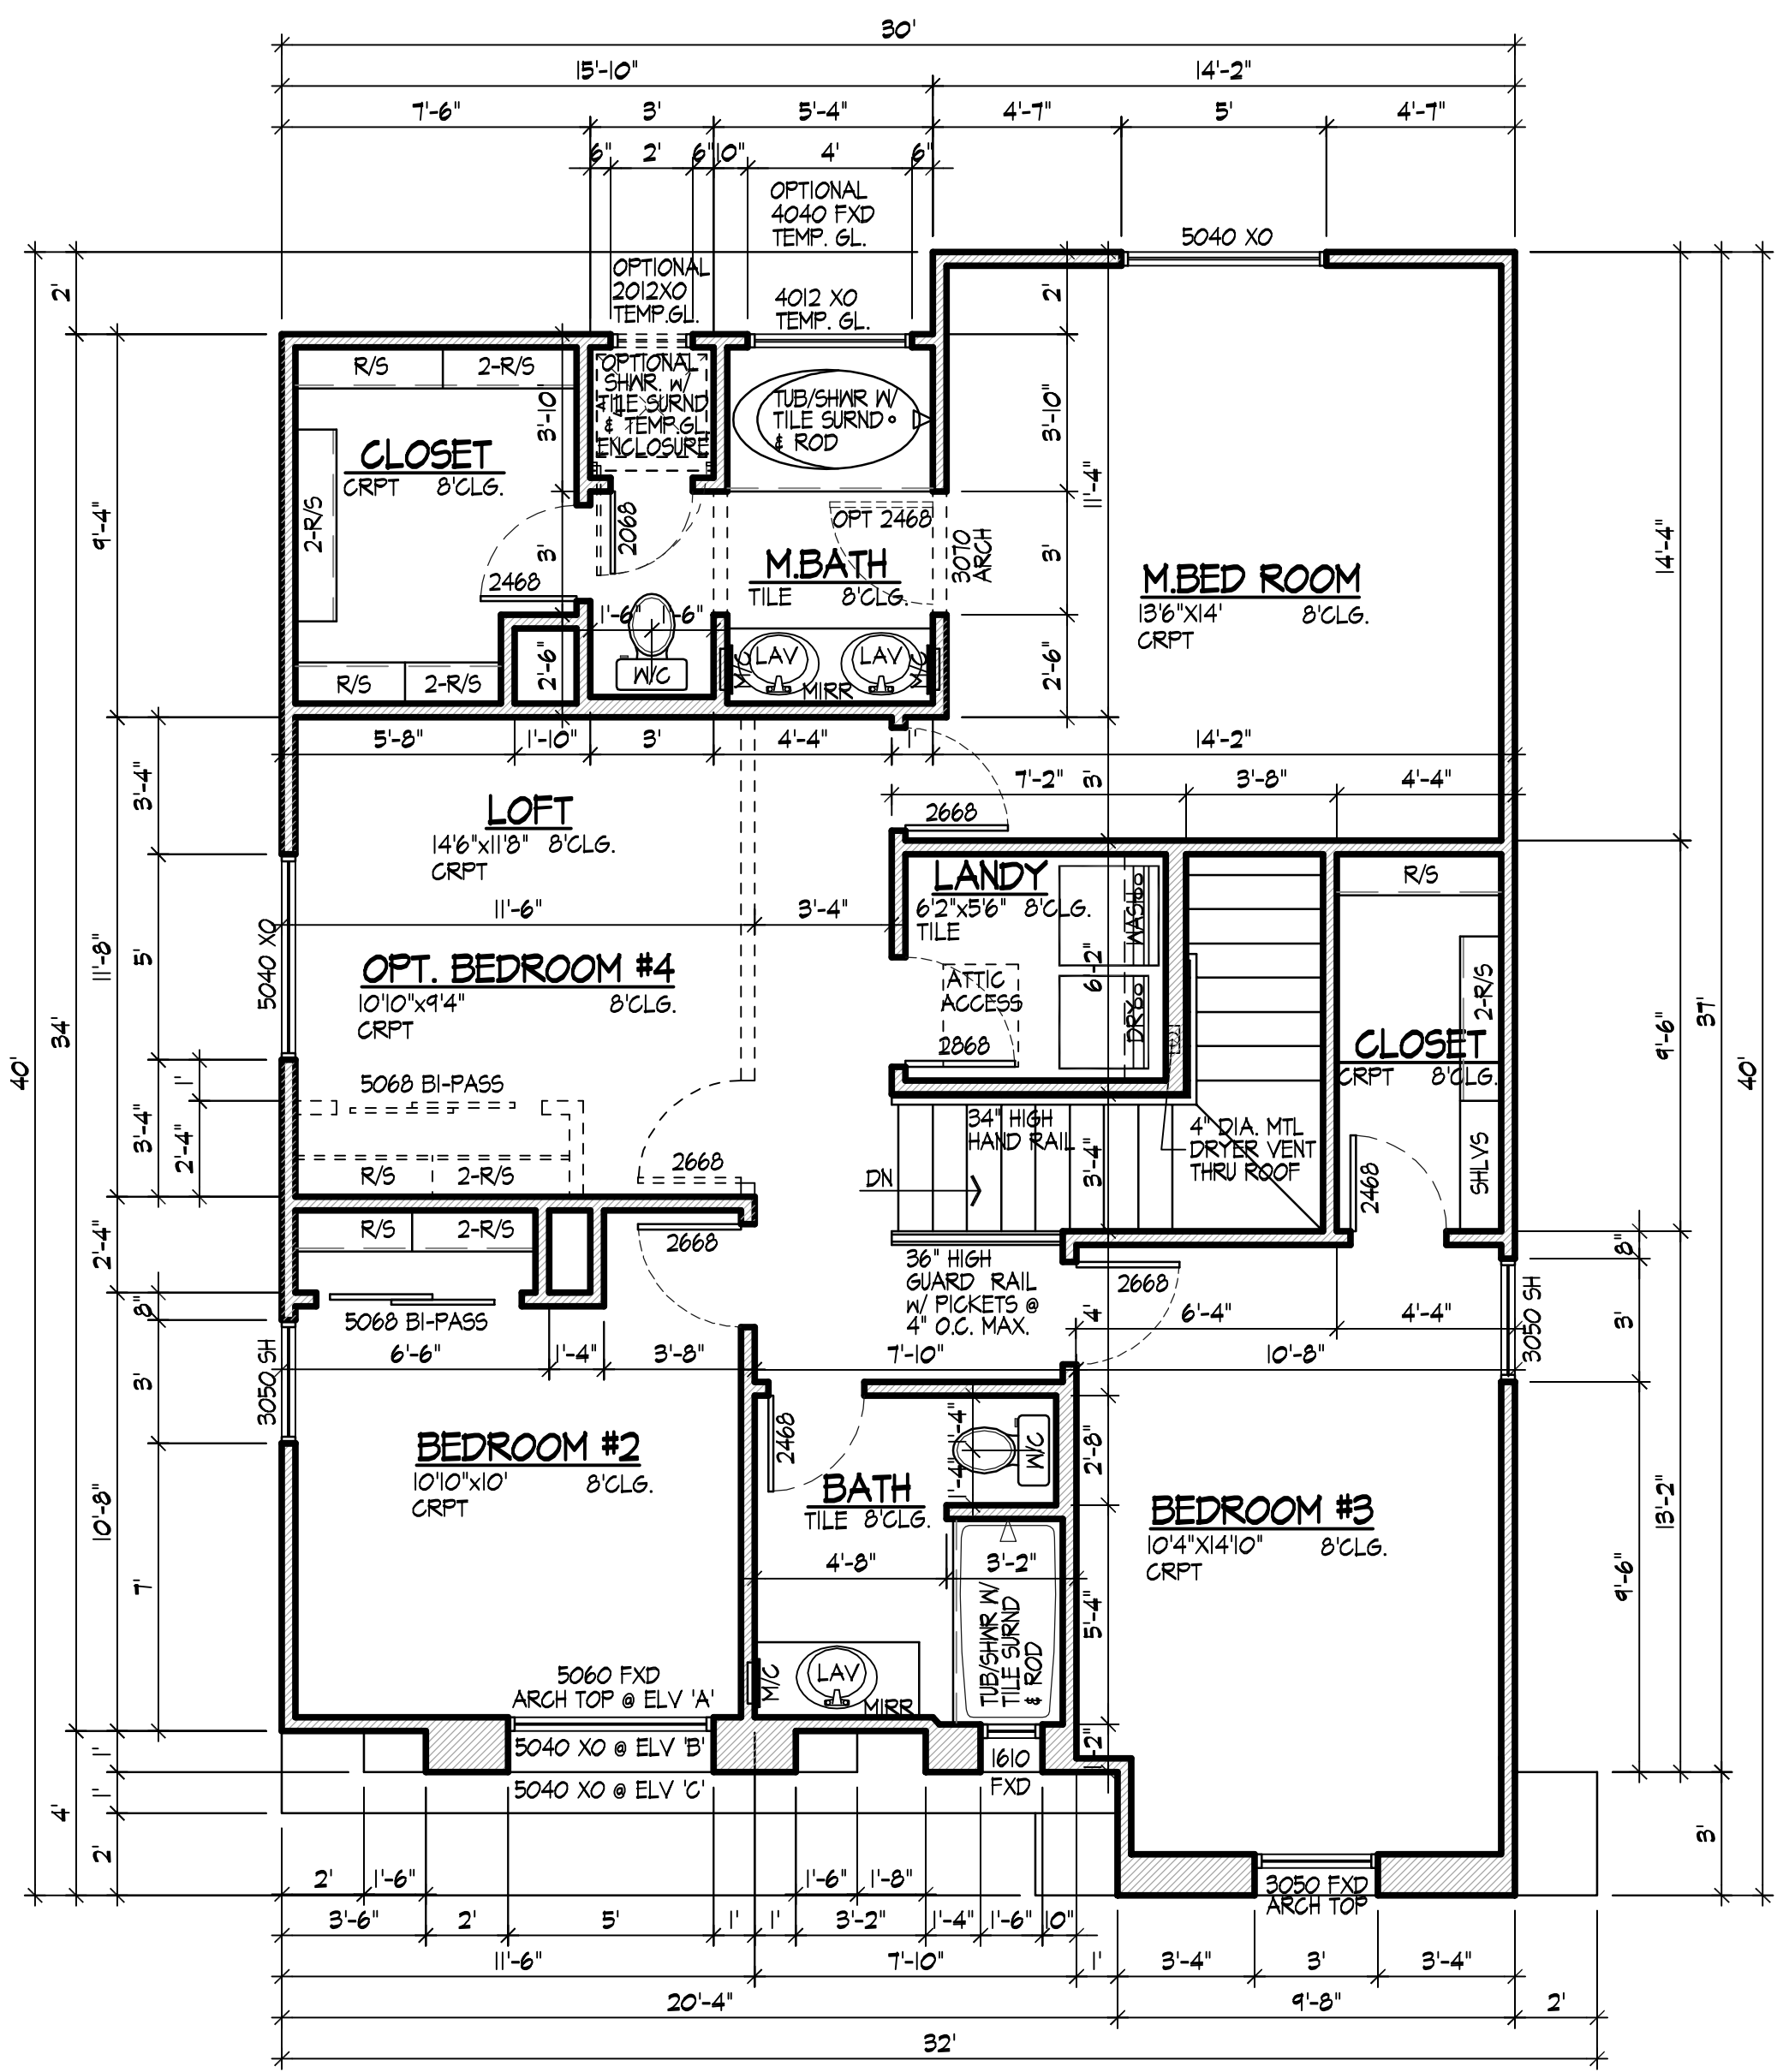 30'
15'-10" 14'-2"
7'-6" 3' 5'-4" 4'-7" 5' 4'-7"
6" 2' 6" 10" 4' 6"
OPTIONAL
4040 FXD
TEMP. GL.
5040 XO
OPTIONAL
2012XO
TEMP.GL.
4012 XO
TEMP. GL.
2'
2'
R/S 2-R/S
OPTIONAL
SHWR. W/
TILE SURND
& TEMP.GL
ENCLOSURE
TUB/SHWR W/
TILE SURND
& ROD
3'-10"
3'-10"
CLOSET
CRPT 8'CLG.
2-R/S
11'-4"
9'-4"
14'-4"
2068
OPT 2468
3070
ARCH
3'
3'
M.BATH
TILE 8'CLG.
M.BED ROOM
13'6"X14' 8'CLG.
CRPT
2468
1'-6" 1'-6"
2'-6"
W/C
M/C
LAV
LAV
M/C
MIRR
2'-6"
R/S 2-R/S
5'-8" 1'-10" 3' 4'-4" 1' 14'-2"
7'-2" 3' 3'-8" 4'-4"
3'-4"
LOFT
14'6"x11'8" 8'CLG.
CRPT
2668
LANDY
6'2"x5'6" 8'CLG.
TILE
WASH
R/S
11'-6" 3'-4"
5040 XO
5'
11'-8"
34'
40'
OPT. BEDROOM #4
10'10"x9'4" 8'CLG.
CRPT
ATTIC
ACCESS
6'-2"
DRY
2868
2-R/S
CLOSET
CRPT 8'CLG.
9'-6"
37'
40'
1'
5068 BI-PASS
3'-4"
2'-4"
R/S 2-R/S
2668
34" HIGH
HAND RAIL
3'-4"
DN
4" DIA. MTL
DRYER VENT
THRU ROOF
2468
SHLVS
2'-4"
R/S 2-R/S
2668
36" HIGH
GUARD RAIL
W/ PICKETS @
4" O.C. MAX.
2668
8"
8"
5068 BI-PASS
4'
6'-4" 4'-4"
3050 SH
3'
6'-6" 1'-4" 3'-8" 7'-10" 10'-8"
3050 SH
3'
BEDROOM #2
10'10"x10' 8'CLG.
CRPT
2468
1'-4"
1'-4"
W/C
2'-8"
BATH
TILE 8'CLG.
BEDROOM #3
10'4"X14'10" 8'CLG.
CRPT
13'-2"
9'-6"
10'-8"
7'
4'-8" 3'-2"
5'-4"
TUB/SHWR W/
TILE SURND
& ROD
5060 FXD
ARCH TOP @ ELV 'A'
M/C
LAV
MIRR
5040 XO @ ELV 'B'
5040 XO @ ELV 'C'
1610
FXD
1'-2"
1'
1'
4'
2'
3'
3050 FXD
ARCH TOP
2' 1'-6" 1'-6" 1'-8"
3'-6" 2' 5' 1' 1' 3'-2" 1'-4" 1'-6" 10"
11'-6" 7'-10" 1' 3'-4" 3' 3'-4"
20'-4" 9'-8" 2'
32'